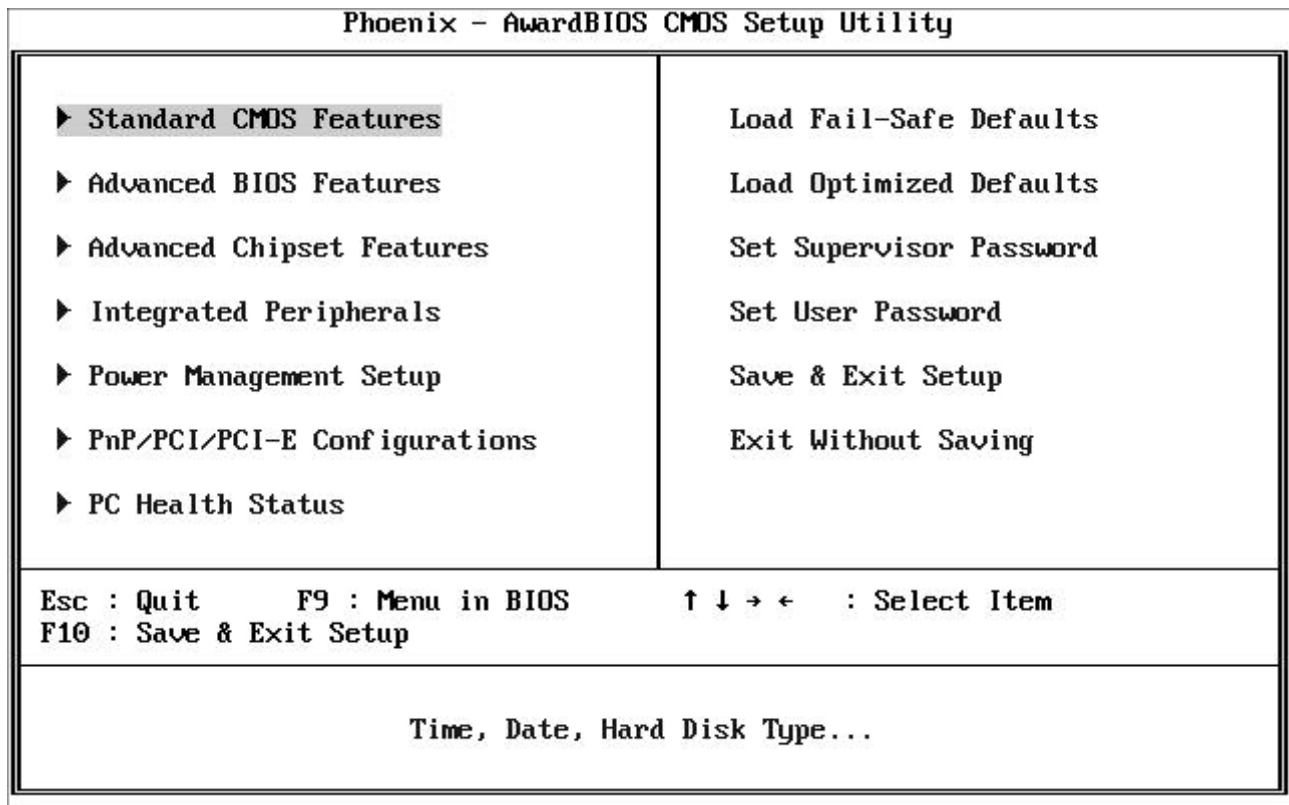 Phoenix - AwardBIOS CMOS Setup Utility
▶ Standard CMOS Features
▶ Advanced BIOS Features
▶ Advanced Chipset Features
▶ Integrated Peripherals
▶ Power Management Setup
▶ PnP/PCI/PCI-E Configurations
▶ PC Health Status
Load Fail-Safe Defaults
Load Optimized Defaults
Set Supervisor Password
Set User Password
Save & Exit Setup
Exit Without Saving
Esc : Quit F9 : Menu in BIOS ↑ ↓ → ← : Select Item
F10 : Save & Exit Setup
Time, Date, Hard Disk Type...